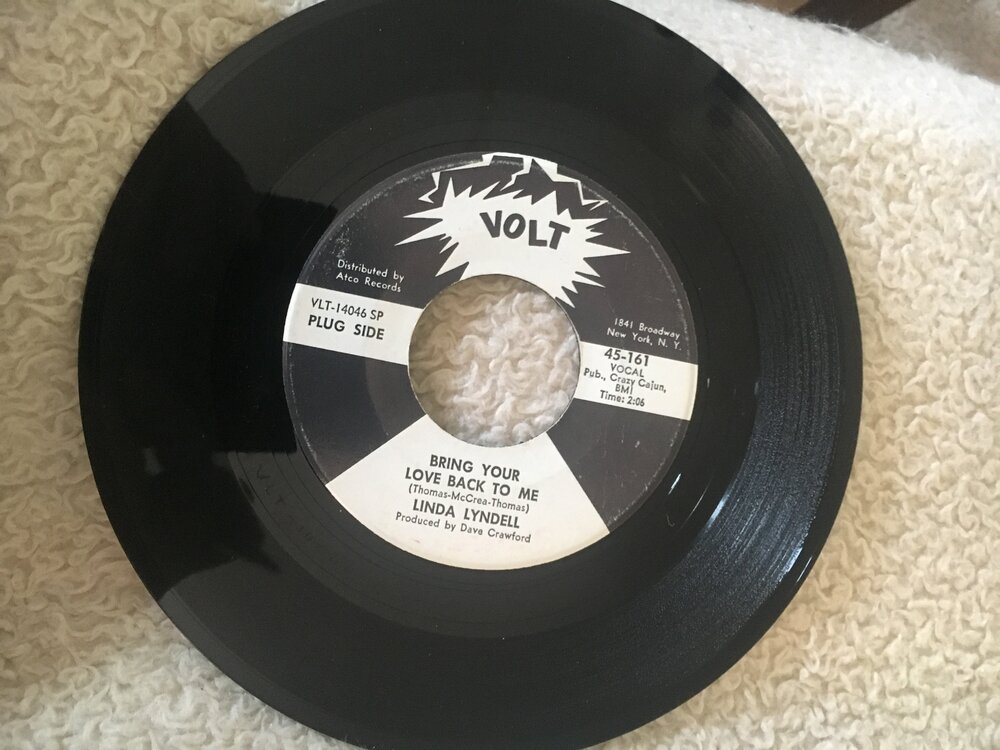 VOLT
Distributed by
Atco Records
VLT-14046 SP
PLUG SIDE
1841 Broadway
New York, N. Y.
45-161
VOCAL
Pub., Crazy Cajun,
BMI
Time: 2:06
BRING YOUR
LOVE BACK TO ME
(Thomas-McCrea-Thomas)
LINDA LYNDELL
Produced by Dave Crawford